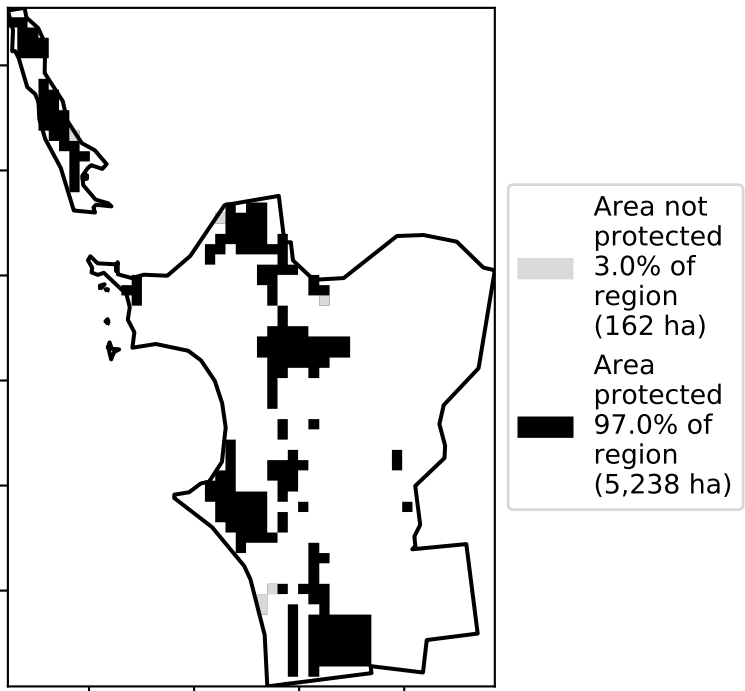 Area not
protected
3.0% of
region
(162 ha)
Area
protected
97.0% of
region
(5,238 ha)